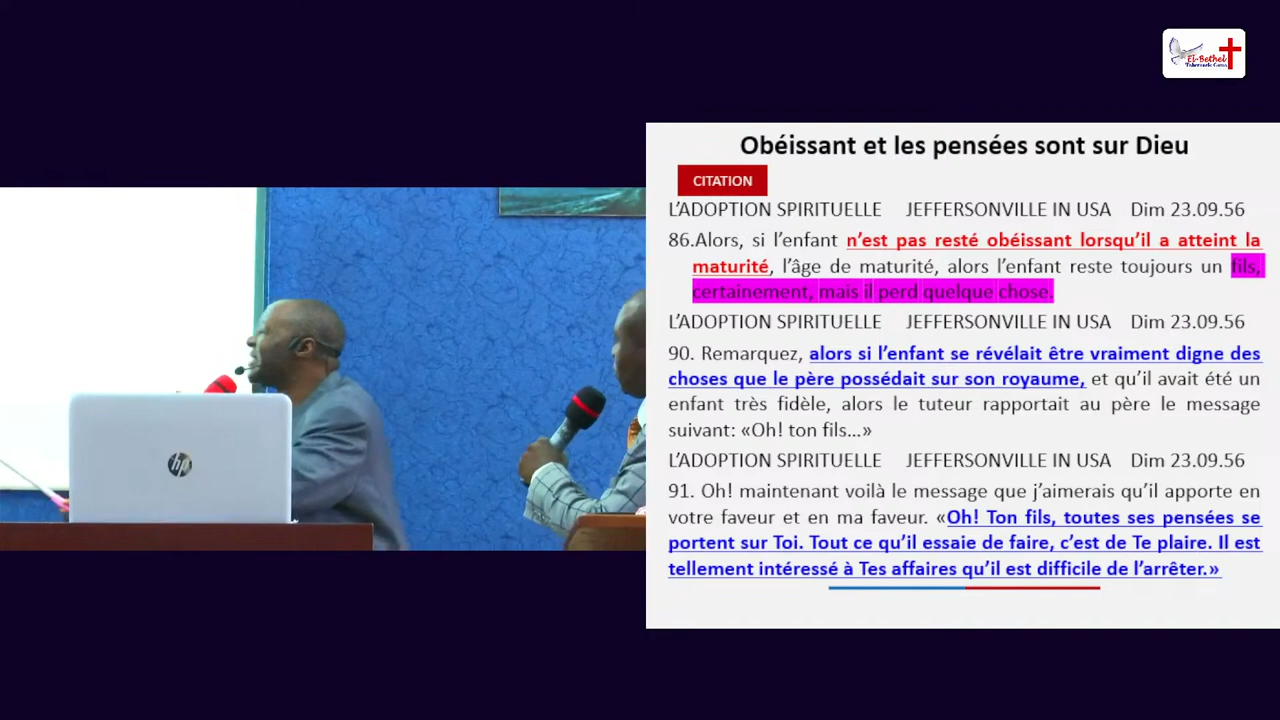 El-Bethel
Obéissant et les pensées sont sur Dieu
CITATION
L’ADOPTION SPIRITUELLE JEFFERSONVILLE IN USA Dim 23.09.56
86.Alors, si l’enfant n’est pas resté obéissant lorsqu’il a atteint la
maturité, l’âge de maturité, alors l’enfant reste toujours un fils,
certainement, mais il perd quelque chose.
L’ADOPTION SPIRITUELLE JEFFERSONVILLE IN USA Dim 23.09.56
90. Remarquez, alors si l’enfant se révélait être vraiment digne des
choses que le père possédait sur son royaume, et qu’il avait été un
enfant très fidèle, alors le tuteur rapportait au père le message
suivant: «Oh! ton fils…»
L’ADOPTION SPIRITUELLE JEFFERSONVILLE IN USA Dim 23.09.56
91. Oh! maintenant voilà le message que j’aimerais qu’il apporte en
votre faveur et en ma faveur. «Oh! Ton fils, toutes ses pensées se
portent sur Toi. Tout ce qu’il essaie de faire, c’est de Te plaire. Il est
tellement intéressé à Tes affaires qu’il est difficile de l’arrêter.»
hp